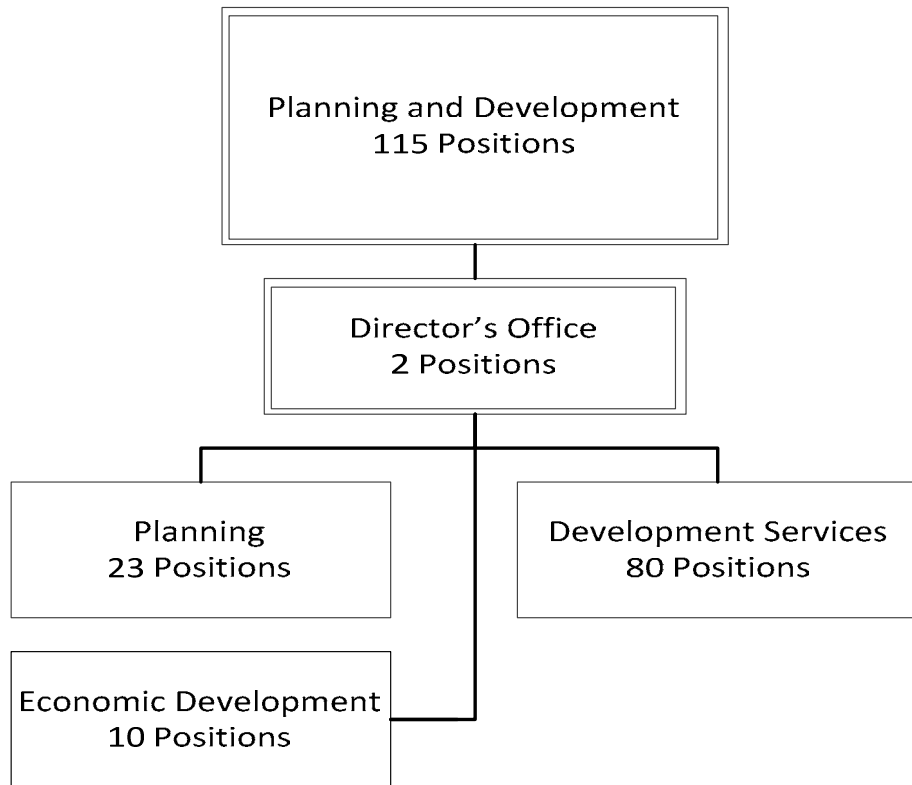 Planning and Development
115 Positions
Director’s Office
2 Positions
Planning
23 Positions
Development Services
80 Positions
Economic Development
10 Positions